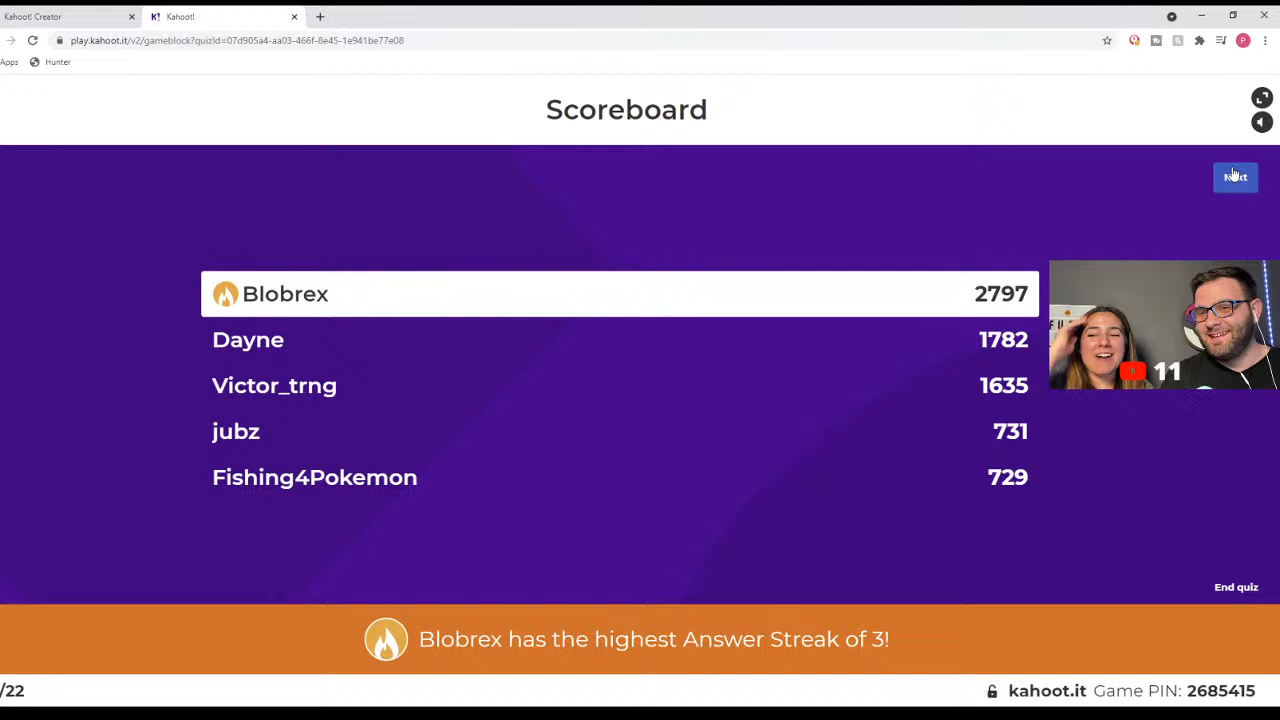 Kahoot! Creator
K! Kahoot!
play.kahoot.it/v2/gameblock?quizId=07d905a4-aa03-466f-8e45-1e941be77e08
P
Apps
Hunter
Scoreboard
Next
Blobrex 2797
Dayne 1782
Victor_trng 1635
jubz 731
Fishing4Pokemon 729
11
End quiz
Blobrex has the highest Answer Streak of 3!
/22
kahoot.it Game PIN: 2685415